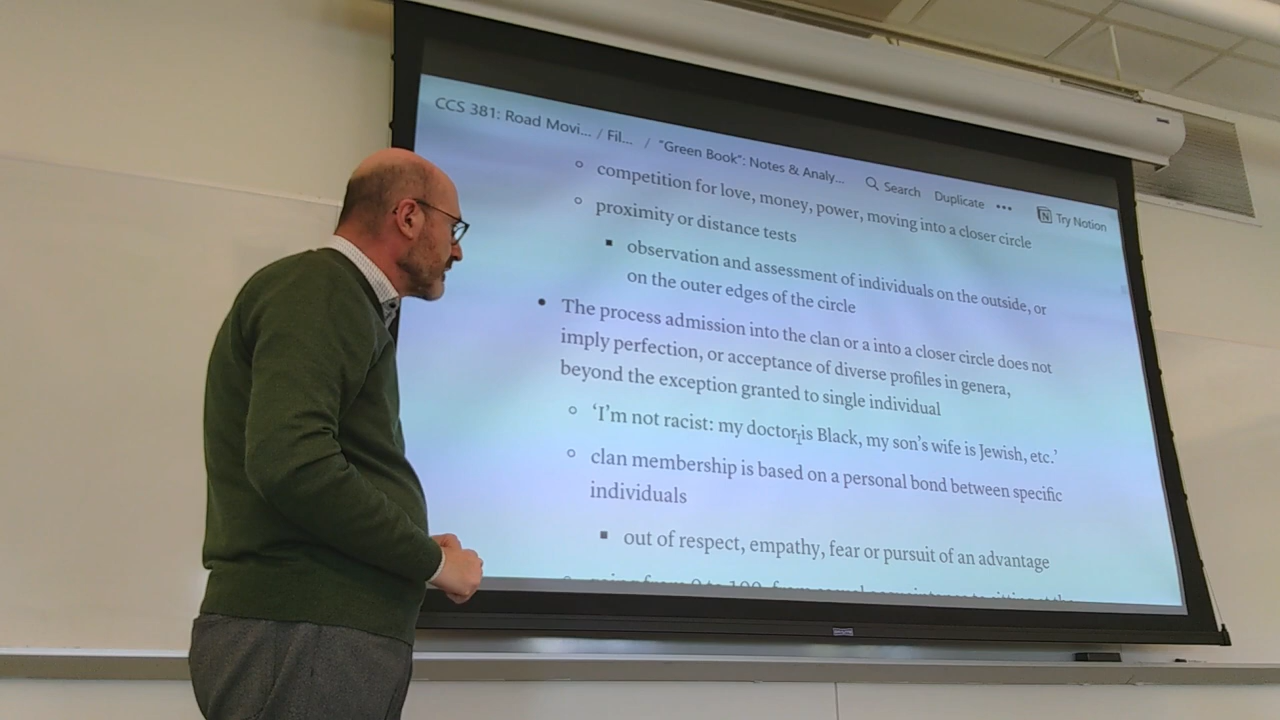 CCS 381: Road Movi... / Fil... / "Green Book": Notes & Analy... Search Duplicate ••• Try Notion
competition for love, money, power, moving into a closer circle
proximity or distance tests
observation and assessment of individuals on the outside, or
on the outer edges of the circle
The process admission into the clan or a into a closer circle does not
imply perfection, or acceptance of diverse profiles in genera,
beyond the exception granted to single individual
'I'm not racist: my doctor is Black, my son's wife is Jewish, etc.'
clan membership is based on a personal bond between specific
individuals
out of respect, empathy, fear or pursuit of an advantage